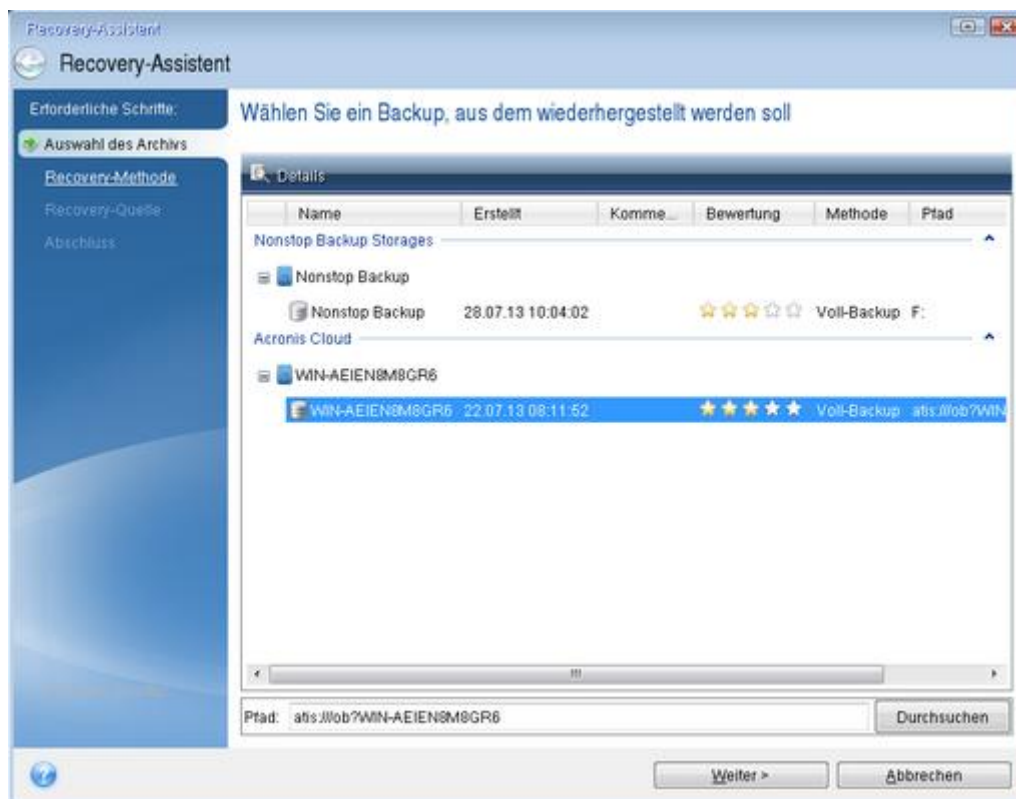 Recovery-Assistent
Recovery-Assistent
Erforderliche Schritte:
Auswahl des Archivs
Recovery-Methode
Recovery-Quelle
Abschluss
Wählen Sie ein Backup, aus dem wiederhergestellt werden soll
Details
Name Erstellt Komme... Bewertung Methode Pfad
Nonstop Backup Storages
Nonstop Backup
Nonstop Backup 28.07.13 10:04:02 Voll-Backup F:
Acronis Cloud
WIN-AEIEN8M8GR6
WIN-AEIEN8M8GR6 22.07.13 08:11:52 Voll-Backup atis:///ob?WIN
Pfad: atis:///ob?WIN-AEIEN8M8GR6
Durchsuchen
Weiter >
Abbrechen